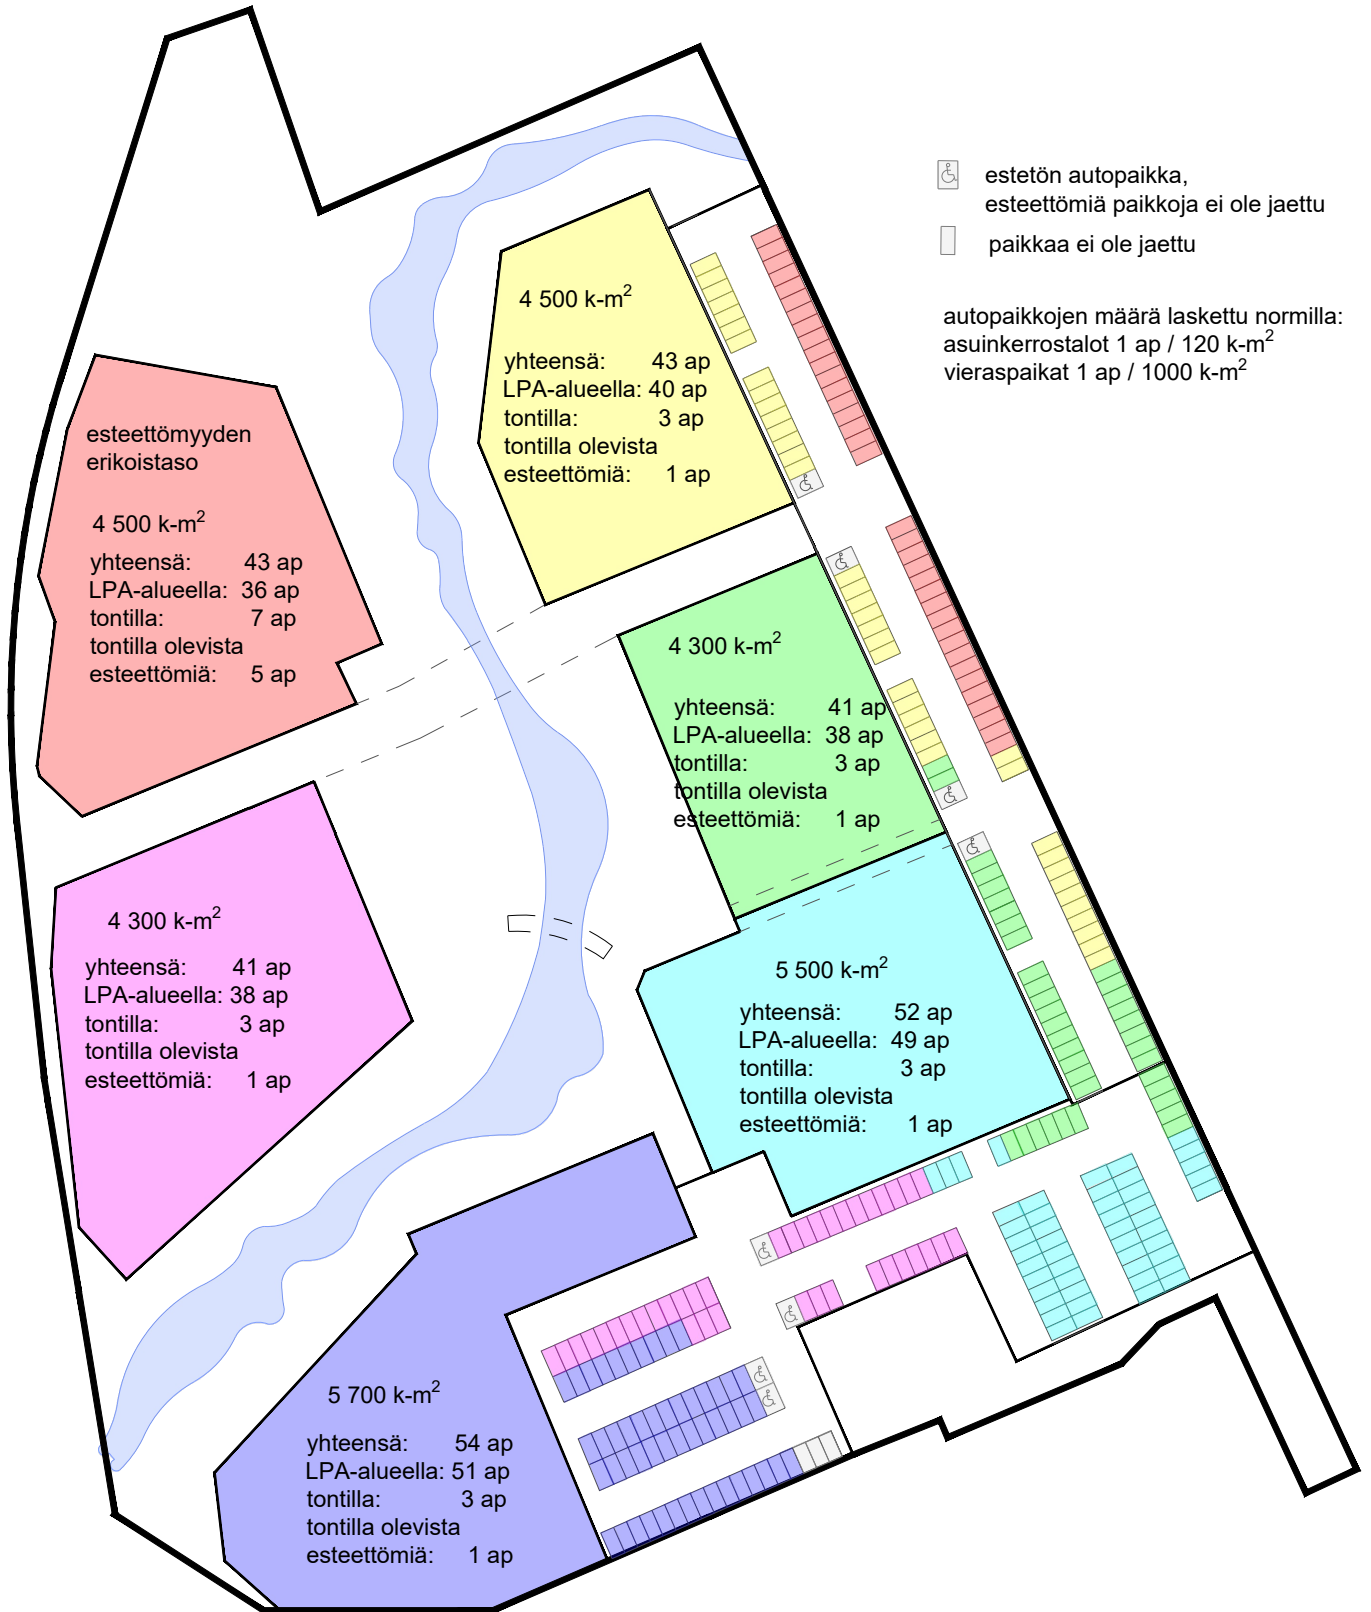 estetön autopaikka,
esteettömiä paikkoja ei ole jaettu
paikkaa ei ole jaettu
autopaikkojen määrä laskettu normilla:
asuinkerrostalot 1 ap / 120 k-m²
vieraspaikat 1 ap / 1000 k-m²
4 500 k-m²
yhteensä: 43 ap
LPA-alueella: 40 ap
tontilla: 3 ap
tontilla olevista
esteettömiä: 1 ap
esteettömyyden
erikoistaso
4 500 k-m²
yhteensä: 43 ap
LPA-alueella: 36 ap
tontilla: 7 ap
tontilla olevista
esteettömiä: 5 ap
4 300 k-m²
yhteensä: 41 ap
LPA-alueella: 38 ap
tontilla: 3 ap
tontilla olevista
esteettömiä: 1 ap
4 300 k-m²
yhteensä: 41 ap
LPA-alueella: 38 ap
tontilla: 3 ap
tontilla olevista
esteettömiä: 1 ap
5 500 k-m²
yhteensä: 52 ap
LPA-alueella: 49 ap
tontilla: 3 ap
tontilla olevista
esteettömiä: 1 ap
5 700 k-m²
yhteensä: 54 ap
LPA-alueella: 51 ap
tontilla: 3 ap
tontilla olevista
esteettömiä: 1 ap